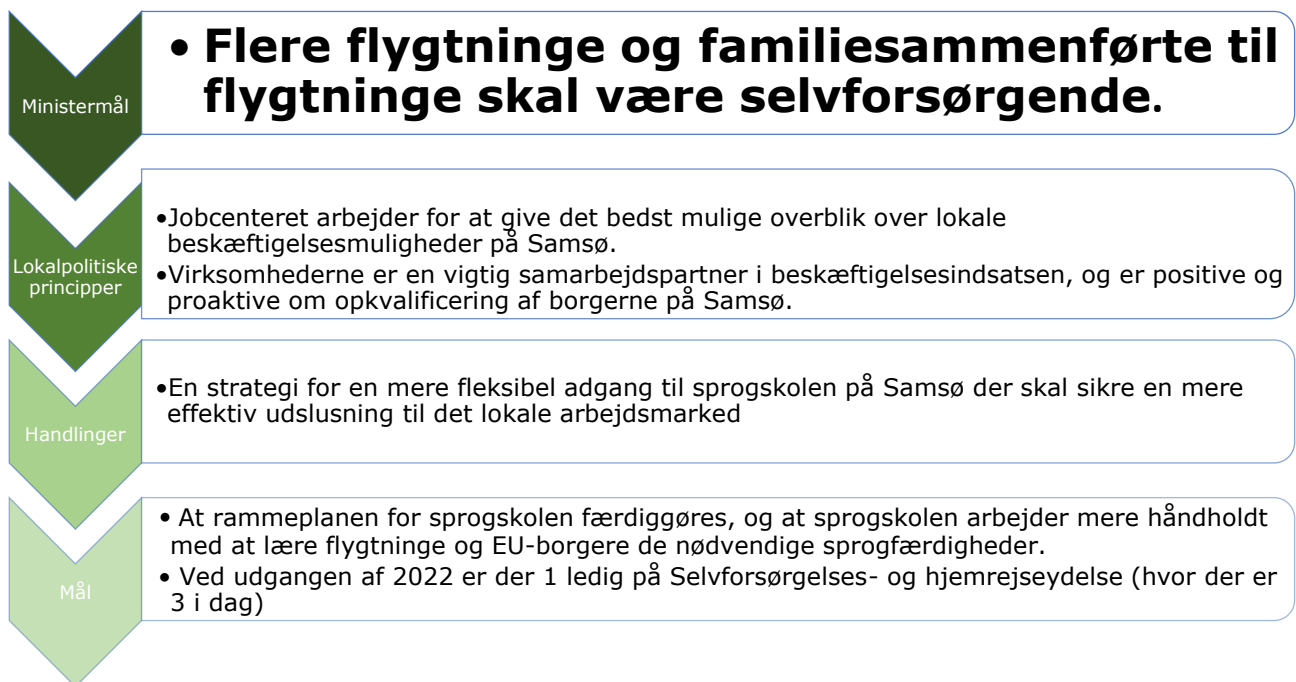 Ministermål
• Flere flygtninge og familiesammenførte til
flygtninge skal være selvforsørgende.
Lokalpolitiske
principper
•Jobcenteret arbejder for at give det bedst mulige overblik over lokale
beskæftigelsesmuligheder på Samsø.
•Virksomhederne er en vigtig samarbejdspartner i beskæftigelsesindsatsen, og er positive og
proaktive om opkvalificering af borgerne på Samsø.
Handlinger
•En strategi for en mere fleksibel adgang til sprogskolen på Samsø der skal sikre en mere
effektiv udslusning til det lokale arbejdsmarked
Mål
• At rammeplanen for sprogskolen færdiggøres, og at sprogskolen arbejder mere håndholdt
med at lære flygtninge og EU-borgere de nødvendige sprogfærdigheder.
• Ved udgangen af 2022 er der 1 ledig på Selvforsørgelses- og hjemrejseydelse (hvor der er
3 i dag)